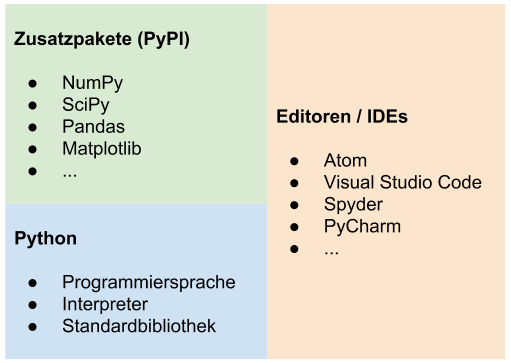 Zusatzpakete (PyPI)
● NumPy
● SciPy
● Pandas
● Matplotlib
● ...
Python
● Programmiersprache
● Interpreter
● Standardbibliothek
Editoren / IDEs
● Atom
● Visual Studio Code
● Spyder
● PyCharm
● ...